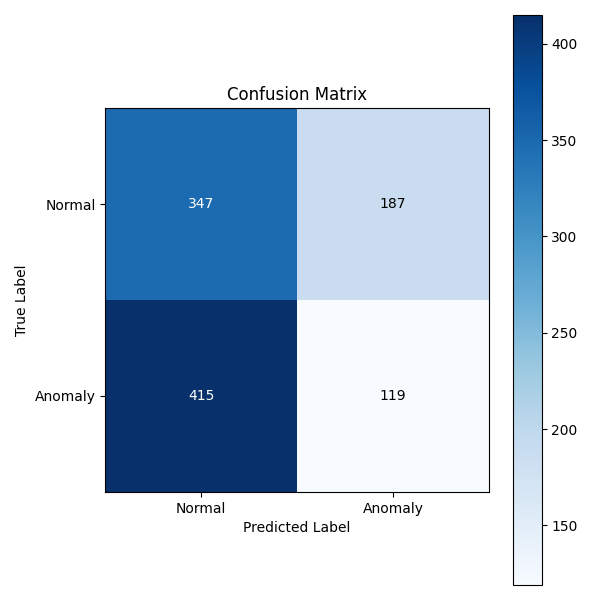 Confusion Matrix
True Label
Normal
347
187
Anomaly
415
119
Normal
Anomaly
Predicted Label
400
350
300
250
200
150